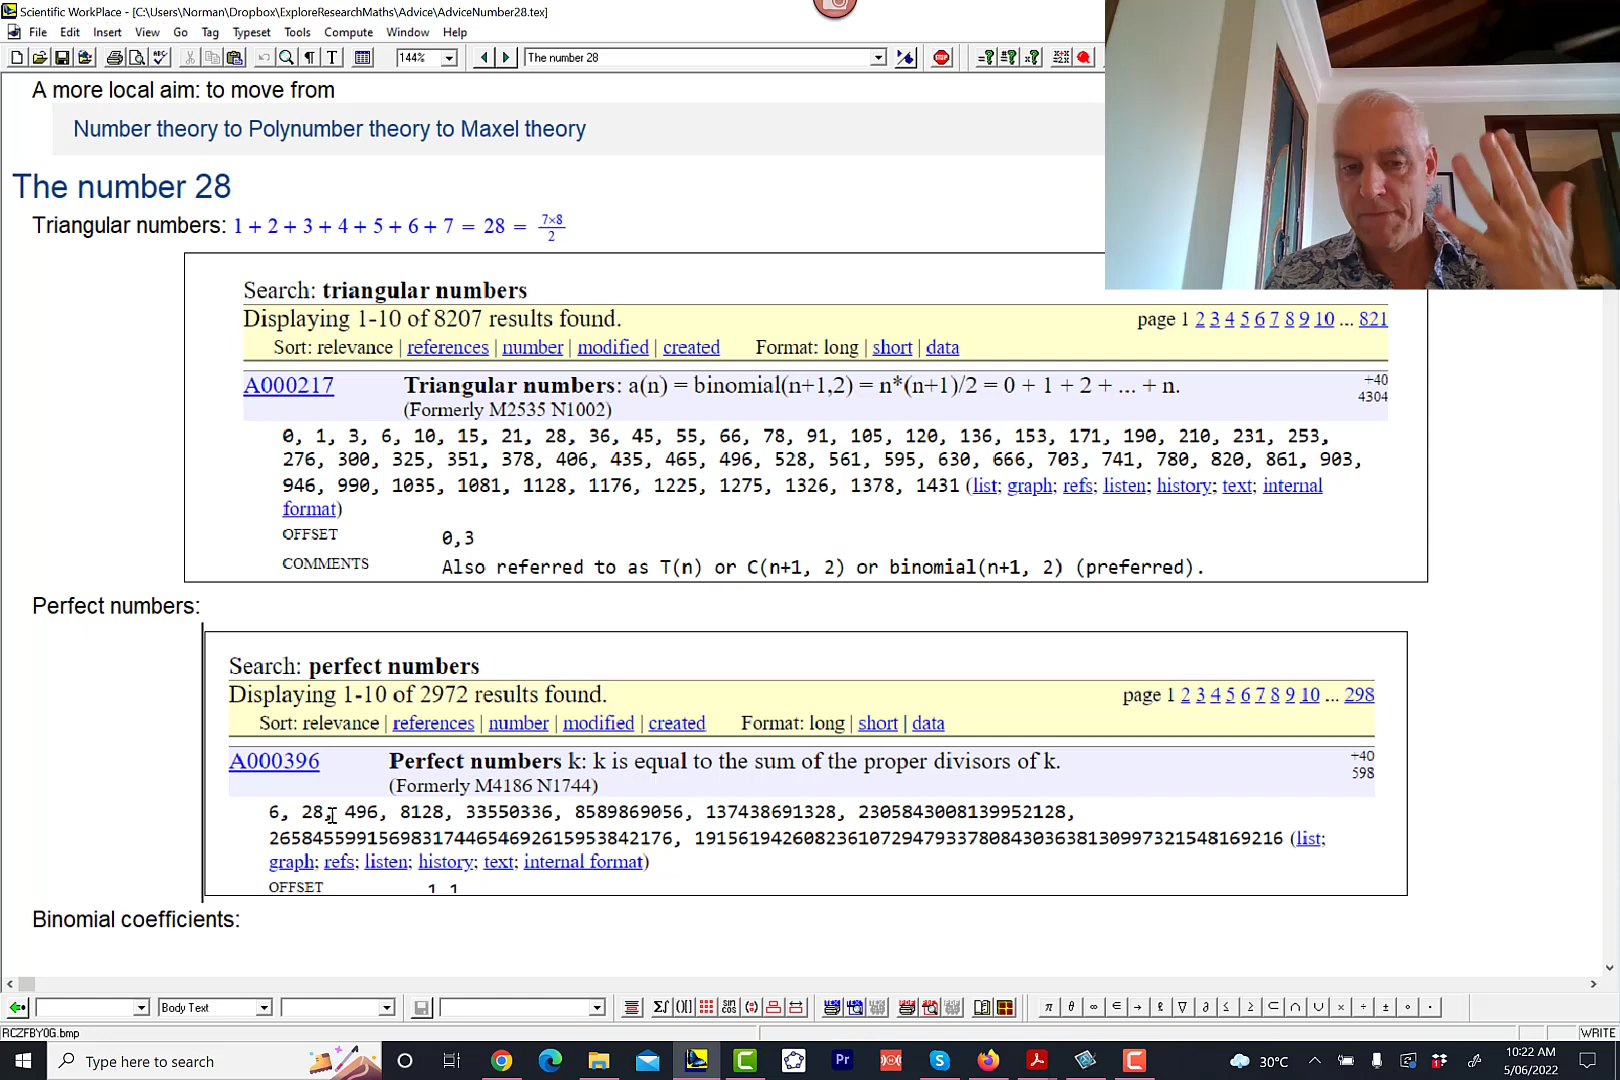 Scientific WorkPlace - [C:\Users\Norman\Dropbox\ExploreResearchMaths\Advice\AdviceNumber28.tex]
File Edit Insert View Go Tag Typeset Tools Compute Window Help
144% The number 28
A more local aim: to move from
Number theory to Polynumber theory to Maxel theory
The number 28
Triangular numbers: 1 + 2 + 3 + 4 + 5 + 6 + 7 = 28 = 7×8/2
Search: triangular numbers
Displaying 1-10 of 8207 results found. page 1 2 3 4 5 6 7 8 9 10 ... 821
Sort: relevance | references | number | modified | created Format: long | short | data
A000217 Triangular numbers: a(n) = binomial(n+1,2) = n*(n+1)/2 = 0 + 1 + 2 + ... + n. +40
(Formerly M2535 N1002) 4304
0, 1, 3, 6, 10, 15, 21, 28, 36, 45, 55, 66, 78, 91, 105, 120, 136, 153, 171, 190, 210, 231, 253,
276, 300, 325, 351, 378, 406, 435, 465, 496, 528, 561, 595, 630, 666, 703, 741, 780, 820, 861, 903,
946, 990, 1035, 1081, 1128, 1176, 1225, 1275, 1326, 1378, 1431 (list; graph; refs; listen; history; text; internal
format)
OFFSET 0,3
COMMENTS Also referred to as T(n) or C(n+1, 2) or binomial(n+1, 2) (preferred).
Perfect numbers:
Search: perfect numbers
Displaying 1-10 of 2972 results found. page 1 2 3 4 5 6 7 8 9 10 ... 298
Sort: relevance | references | number | modified | created Format: long | short | data
A000396 Perfect numbers k: k is equal to the sum of the proper divisors of k. +40
(Formerly M4186 N1744) 598
6, 28, 496, 8128, 33550336, 8589869056, 137438691328, 2305843008139952128,
2658455991569831744654692615953842176, 191561942608236107294793378084303638130997321548169216 (list;
graph; refs; listen; history; text; internal format)
OFFSET 1,1
Binomial coefficients:
Body Text
RCZFBY0G.bmp WRITE
Type here to search 30°C 10:22 AM
5/06/2022